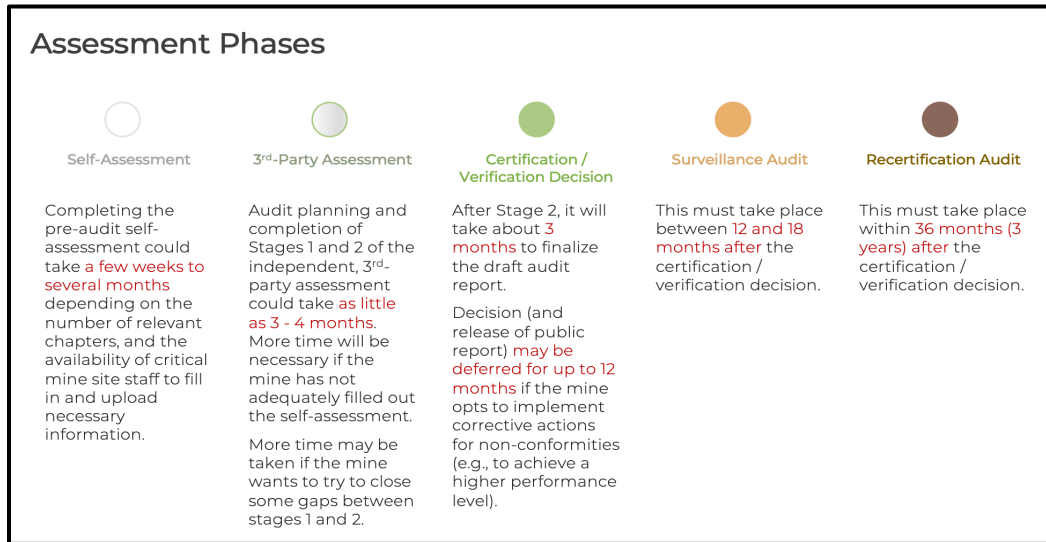 Assessment Phases
Self-Assessment
Completing the
pre-audit self-
assessment could
take a few weeks to
several months
depending on the
number of relevant
chapters, and the
availability of critical
mine site staff to fill
in and upload
necessary
information.
3rd-Party Assessment
Audit planning and
completion of
Stages 1 and 2 of the
independent, 3rd-
party assessment
could take as little
as 3 - 4 months.
More time will be
necessary if the
mine has not
adequately filled out
the self-assessment.
More time may be
taken if the mine
wants to try to close
some gaps between
stages 1 and 2.
Certification /
Verification Decision
After Stage 2, it will
take about 3
months to finalize
the draft audit
report.
Decision (and
release of public
report) may be
deferred for up to 12
months if the mine
opts to implement
corrective actions
for non-conformities
(e.g., to achieve a
higher performance
level).
Surveillance Audit
This must take place
between 12 and 18
months after the
certification /
verification decision.
Recertification Audit
This must take place
within 36 months (3
years) after the
certification /
verification decision.